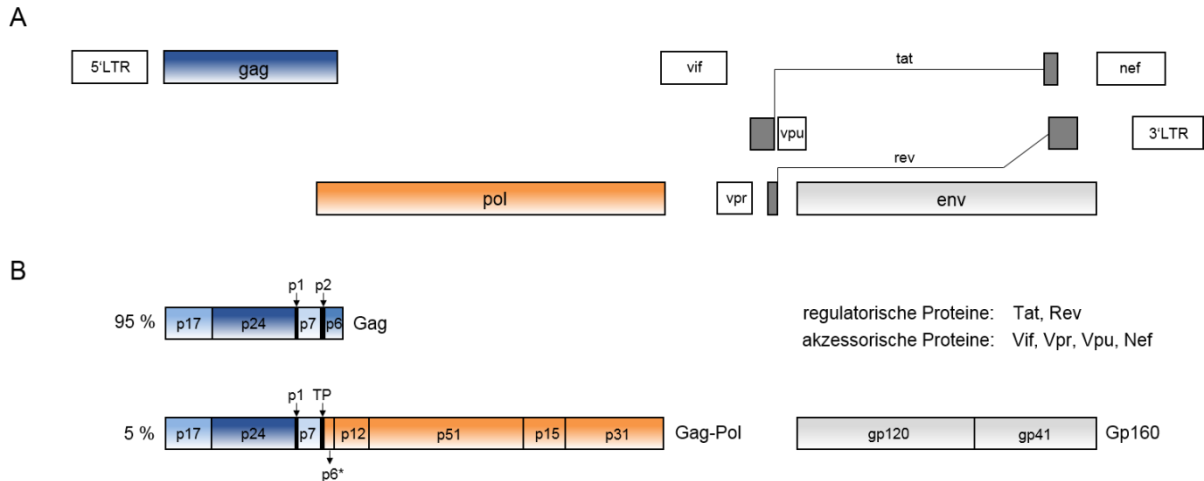 A
5'LTR gag vif tat nef
vpu 3'LTR
rev
pol vpr env
B
p1 p2
95 % p17 p24 p7 p6 Gag
regulatorische Proteine: Tat, Rev
akzessorische Proteine: Vif, Vpr, Vpu, Nef
p1 TP
5 % p17 p24 p7 p12 p51 p15 p31 Gag-Pol gp120 gp41 Gp160
p6*